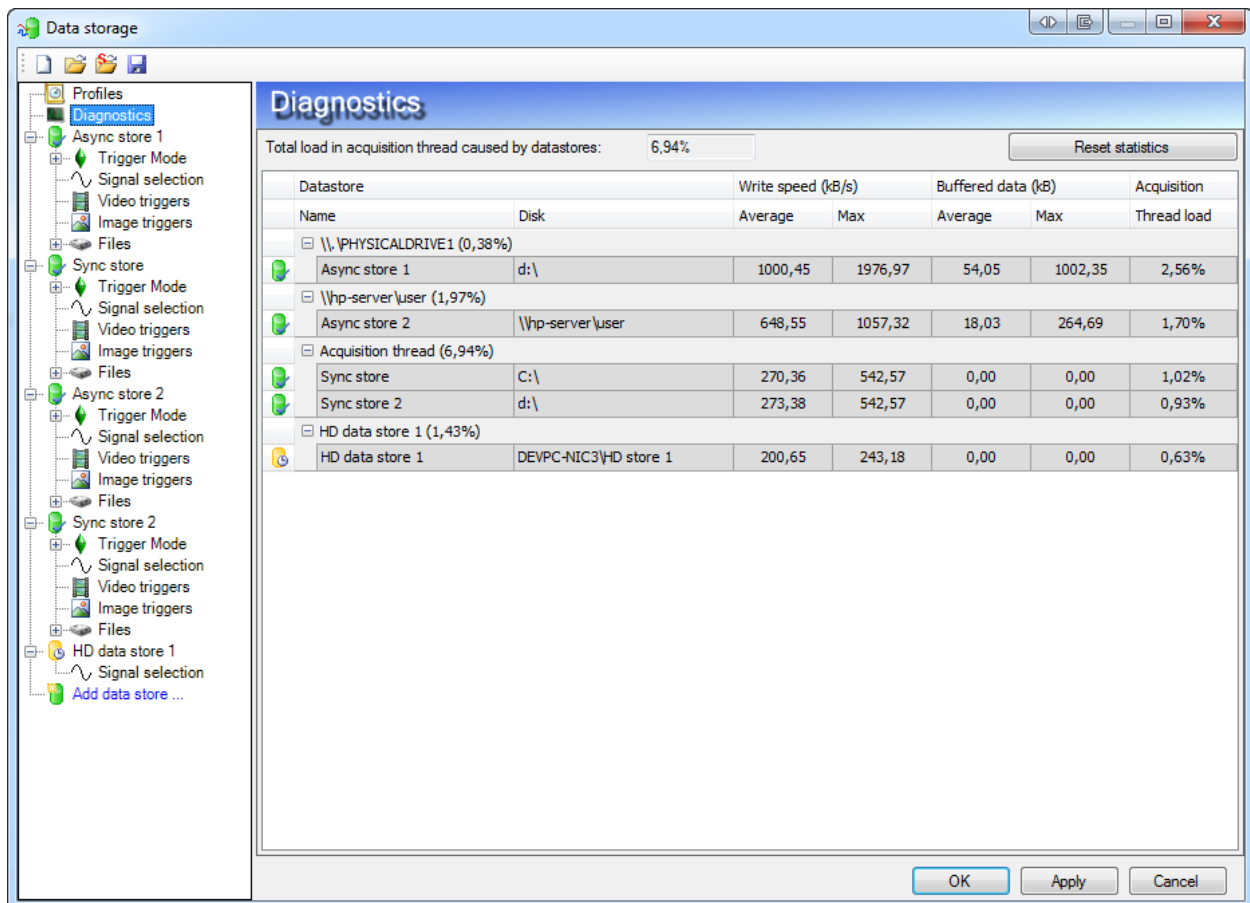 Data storage
Profiles
Diagnostics
Async store 1
Trigger Mode
Signal selection
Video triggers
Image triggers
Files
Sync store
Trigger Mode
Signal selection
Video triggers
Image triggers
Files
Async store 2
Trigger Mode
Signal selection
Video triggers
Image triggers
Files
Sync store 2
Trigger Mode
Signal selection
Video triggers
Image triggers
Files
HD data store 1
Signal selection
Add data store ...
Diagnostics
Total load in acquisition thread caused by datastores: 6,94% Reset statistics
Datastore Write speed (kB/s) Buffered data (kB) Acquisition
Name Disk Average Max Average Max Thread load
\\.\PHYSICALDRIVE1 (0,38%)
Async store 1 d:\ 1000,45 1976,97 54,05 1002,35 2,56%
\\hp-server\user (1,97%)
Async store 2 \\hp-server\user 648,55 1057,32 18,03 264,69 1,70%
Acquisition thread (6,94%)
Sync store C:\ 270,36 542,57 0,00 0,00 1,02%
Sync store 2 d:\ 273,38 542,57 0,00 0,00 0,93%
HD data store 1 (1,43%)
HD data store 1 DEVPC-NIC3\HD store 1 200,65 243,18 0,00 0,00 0,63%
OK Apply Cancel